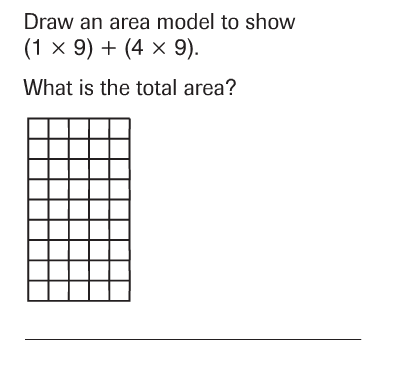 Draw an area model to show
(1 × 9) + (4 × 9).
What is the total area?